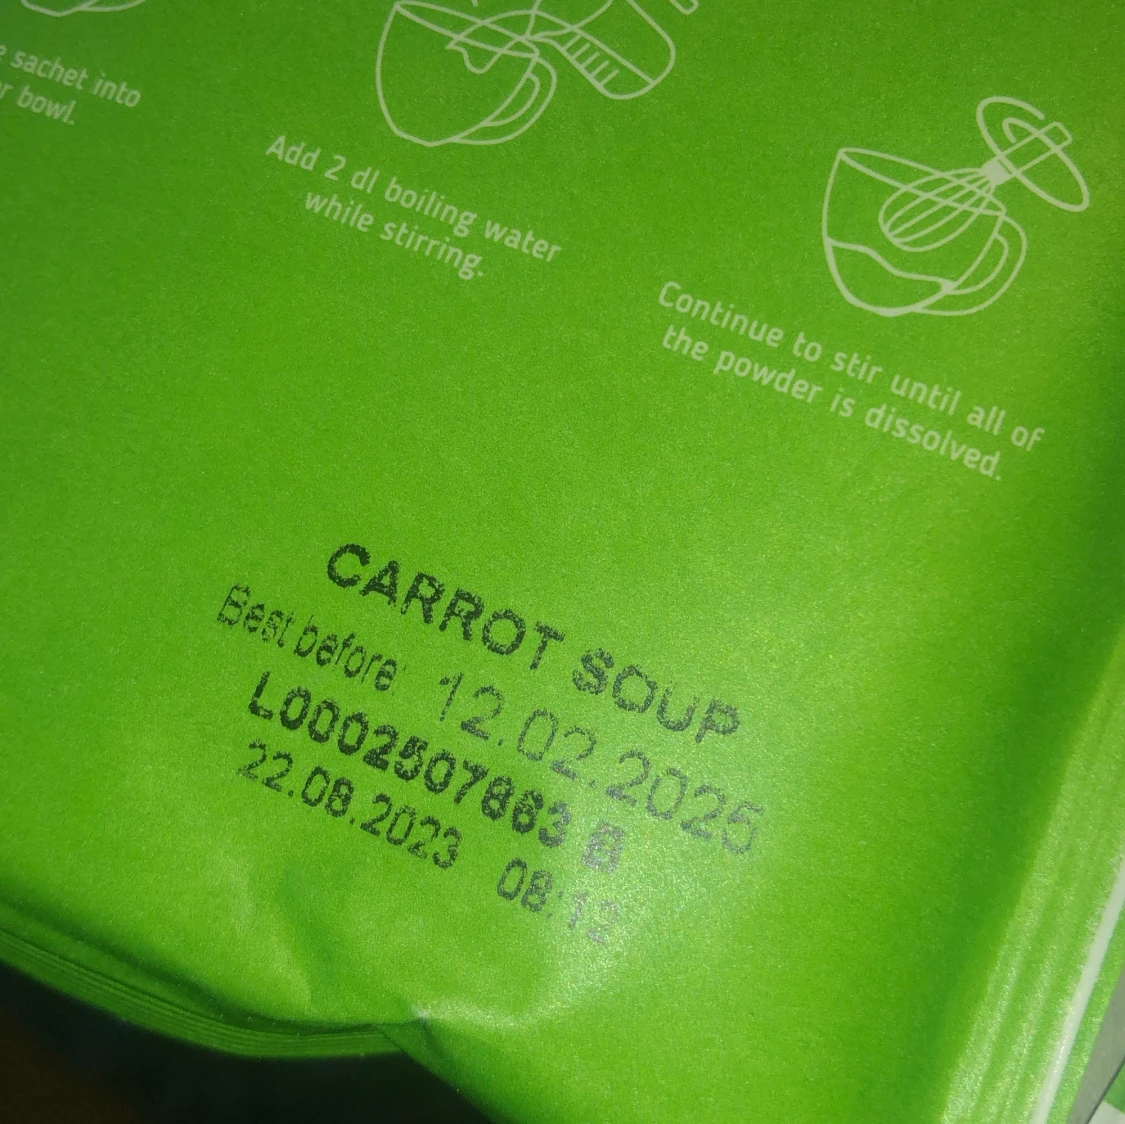 e sachet into
r bowl.
Add 2 dl boiling water
while stirring.
Continue to stir until all of
the powder is dissolved.
CARROT SOUP
Best before: 12.02.2025
L0002507863 B
22.08.2023 08:12